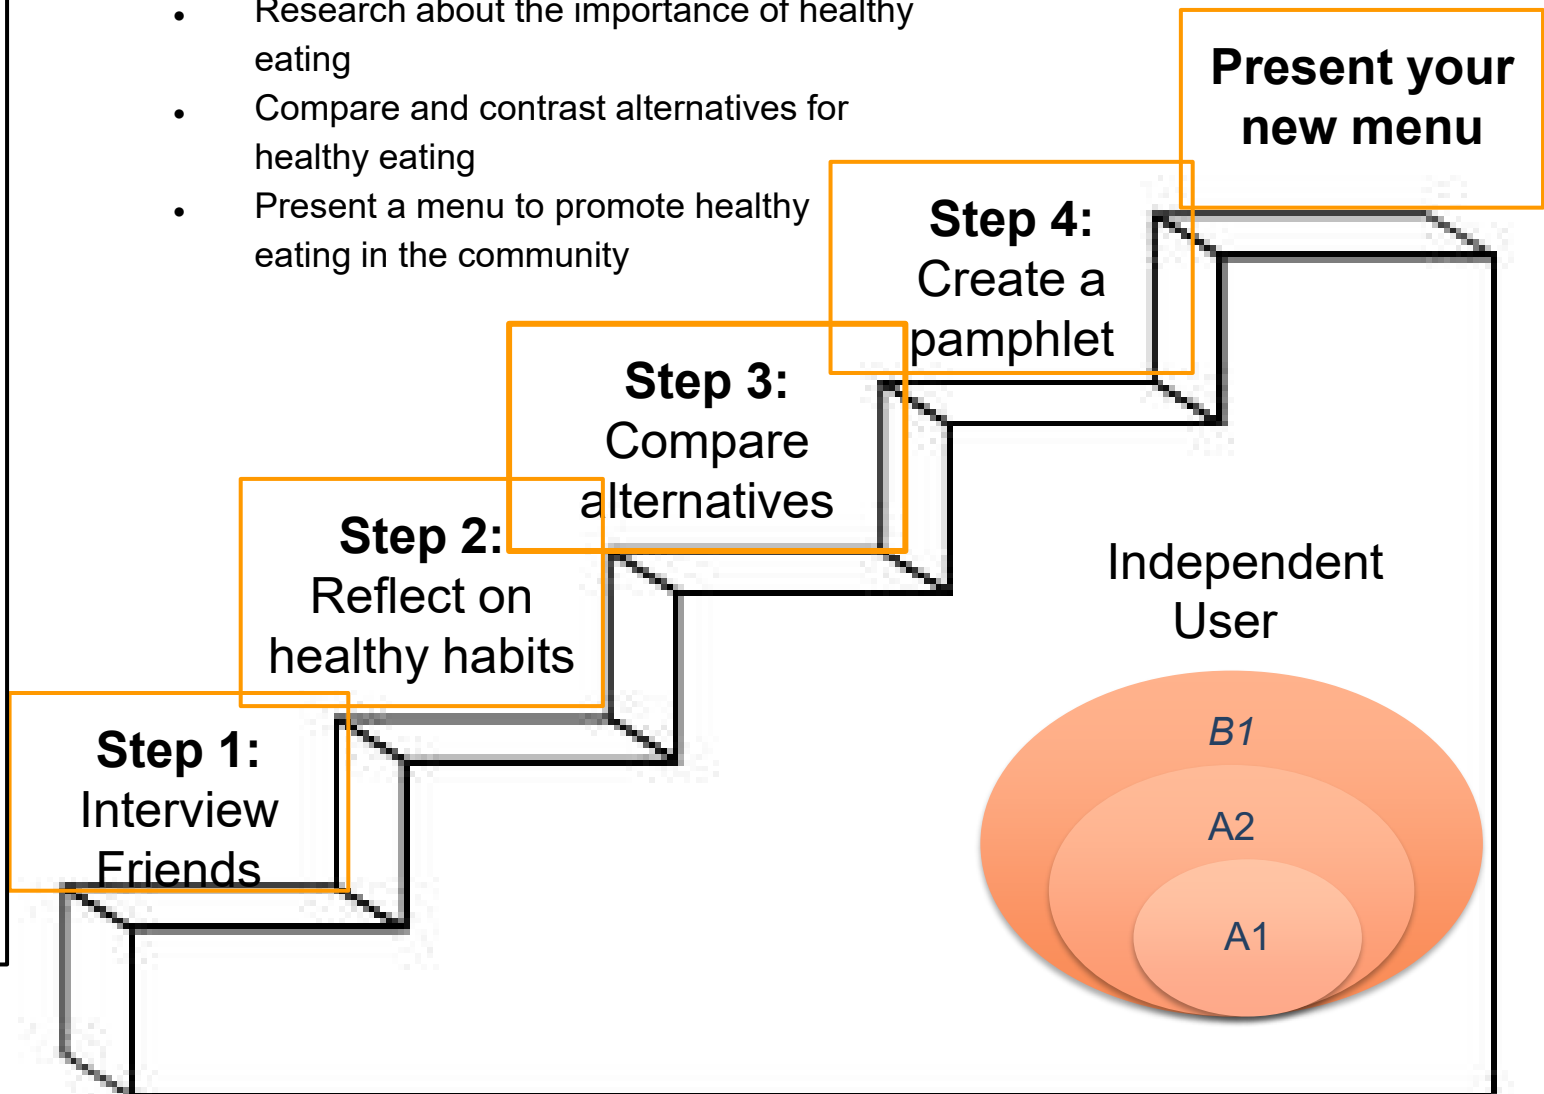 Research about the importance of healthy
eating
Compare and contrast alternatives for
healthy eating
Present a menu to promote healthy
eating in the community
Present your
new menu
Step 4:
Create a
pamphlet
Step 3:
Compare
alternatives
Step 2:
Reflect on
healthy habits
Step 1:
Interview
Friends
Independent
User
B1
A2
A1